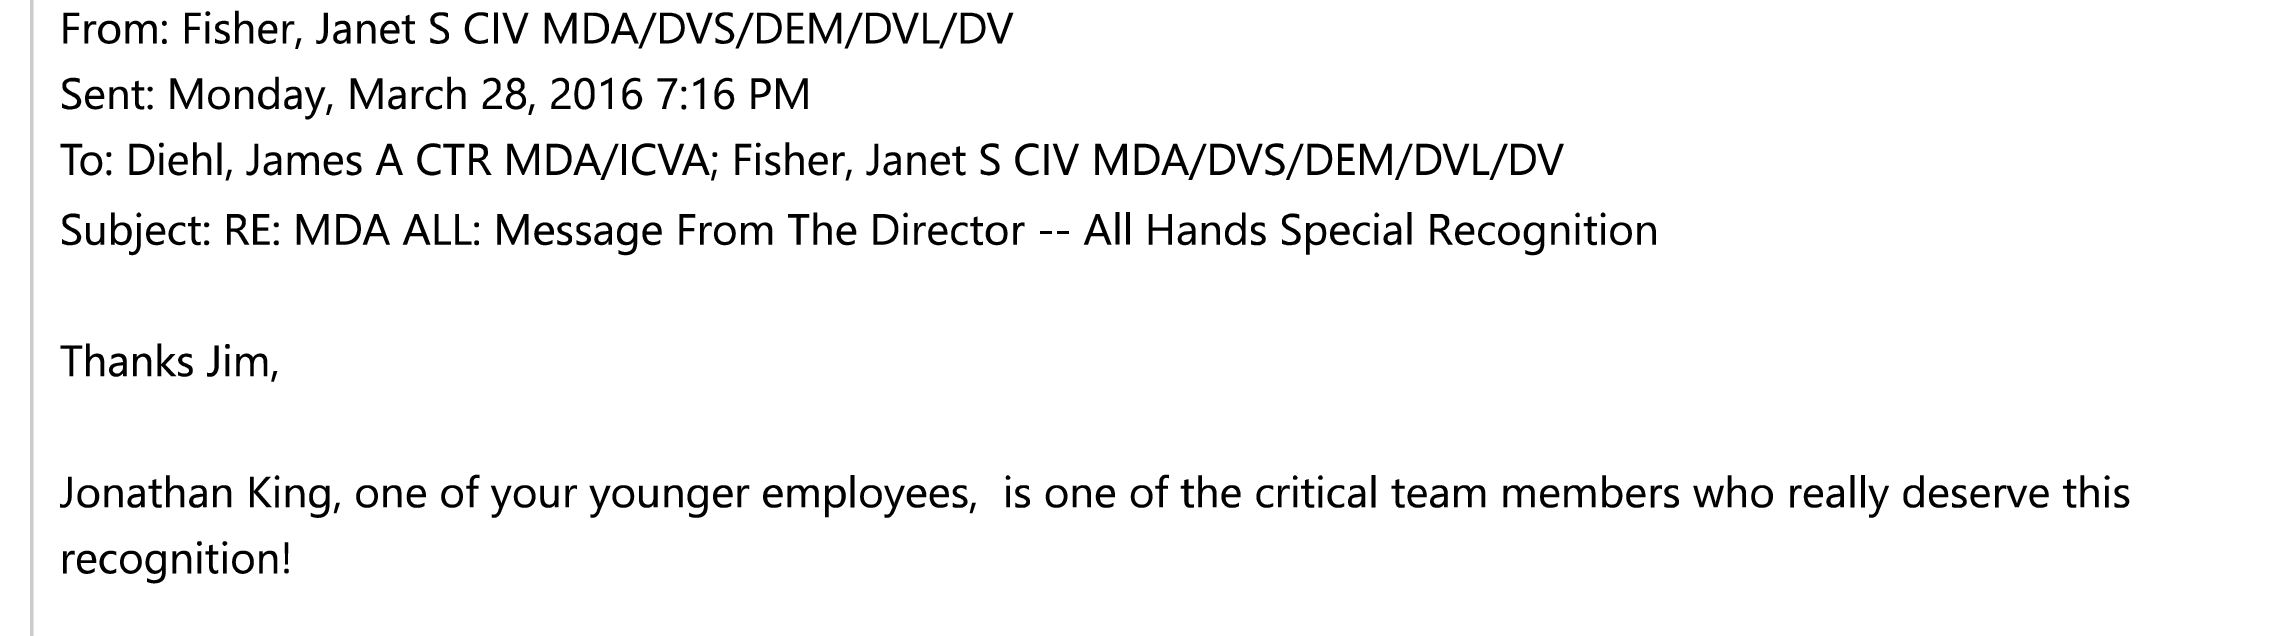 From: Fisher, Janet S CIV MDA/DVS/DEM/DVL/DV
Sent: Monday, March 28, 2016 7:16 PM
To: Diehl, James A CTR MDA/ICVA; Fisher, Janet S CIV MDA/DVS/DEM/DVL/DV
Subject: RE: MDA ALL: Message From The Director -- All Hands Special Recognition
Thanks Jim,
Jonathan King, one of your younger employees,  is one of the critical team members who really deserve this
recognition!